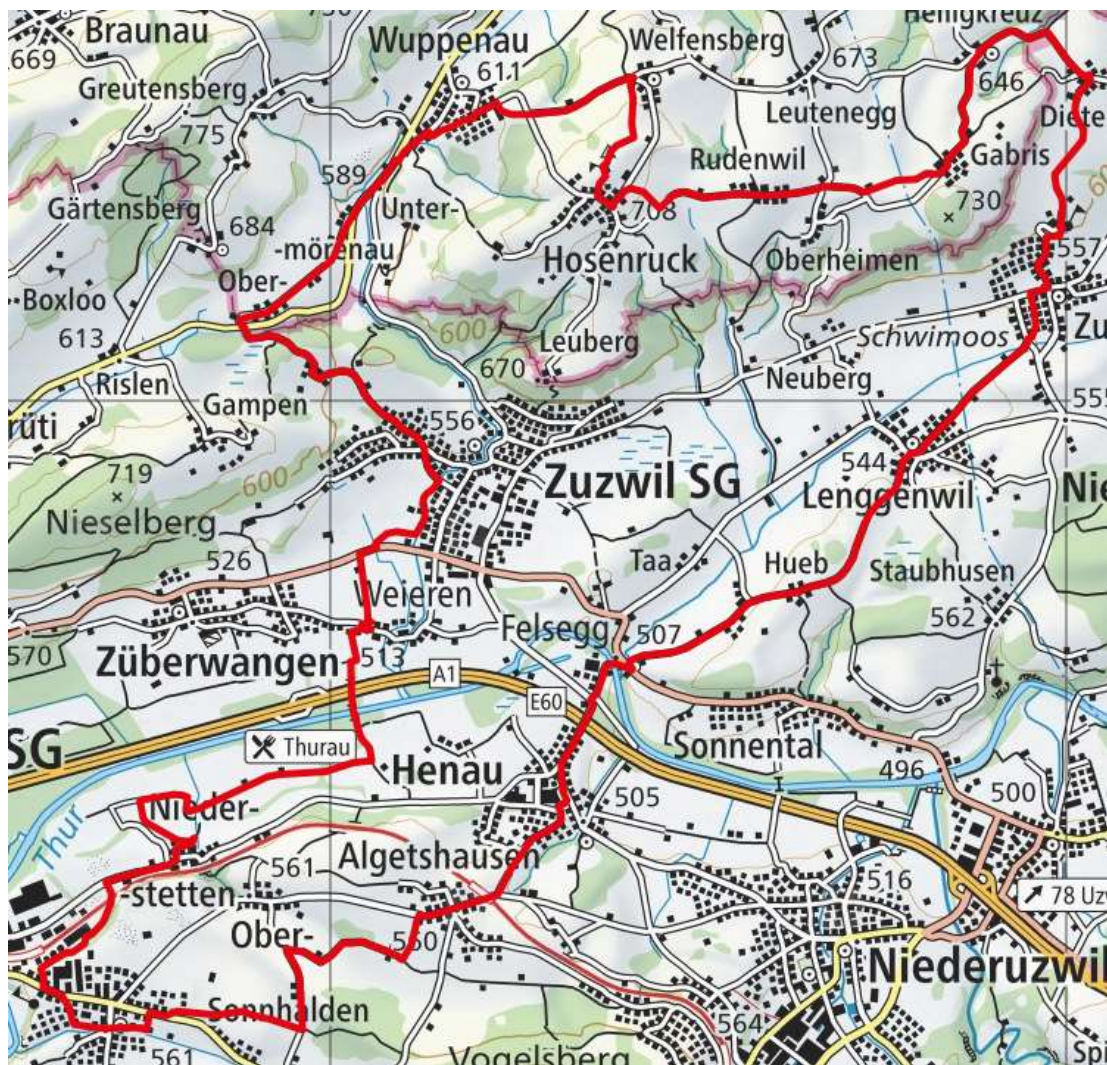 Heiligkreuz
Braunau
Wuppenau
Welfensberg
669
611
673
646
Greutensberg
Leutenegg
775
Rudenwil
Gabris
589
Gärtensberg
Unter-
708
730
684
-mörenau
Hosenruck
Oberheimen
557
Boxloo
Ober-
613
600
Leuberg
Schwimoos
Rislen
670
Neuberg
Gampen
556
719
600
Zuzwil SG
544
Lenggenwil
Nieselberg
526
Taa
Hueb
Staubhusen
Weieren
562
Felsegg
507
570
Züberwangen
513
A1
E60
SG
Thurau
Henau
Sonnental
496
500
Nieder-
505
Thur
Algetshausen
561
516
-stetten
78
Ober-
550
Niederuzwil
Sonnhalden
564
561
Vogelsberg